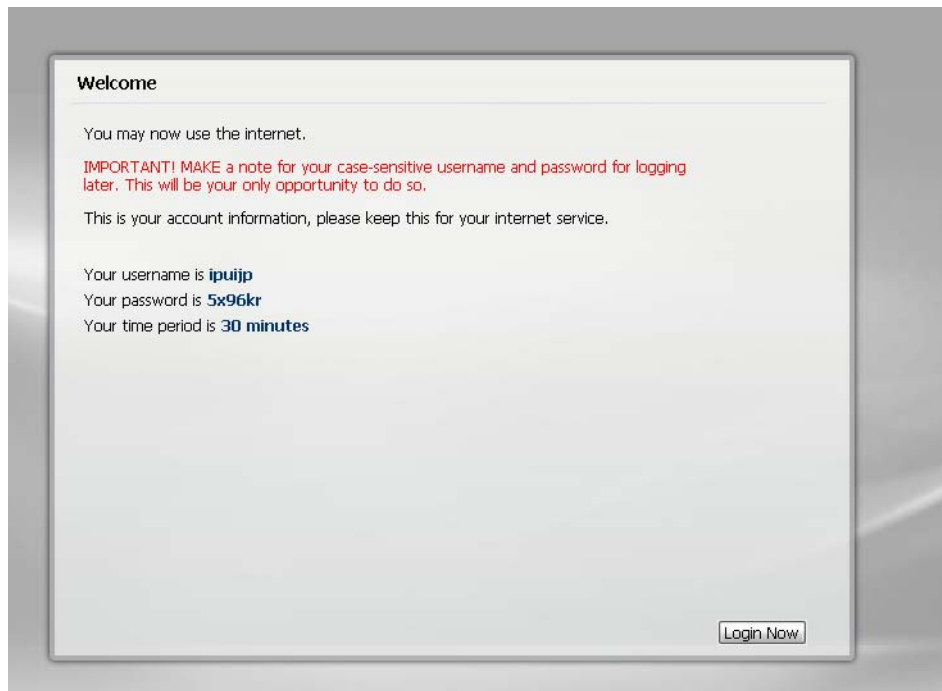 Welcome
You may now use the internet.
IMPORTANT! MAKE a note for your case-sensitive username and password for logging
later. This will be your only opportunity to do so.
This is your account information, please keep this for your internet service.
Your username is ipuijp
Your password is 5x96kr
Your time period is 30 minutes
Login Now